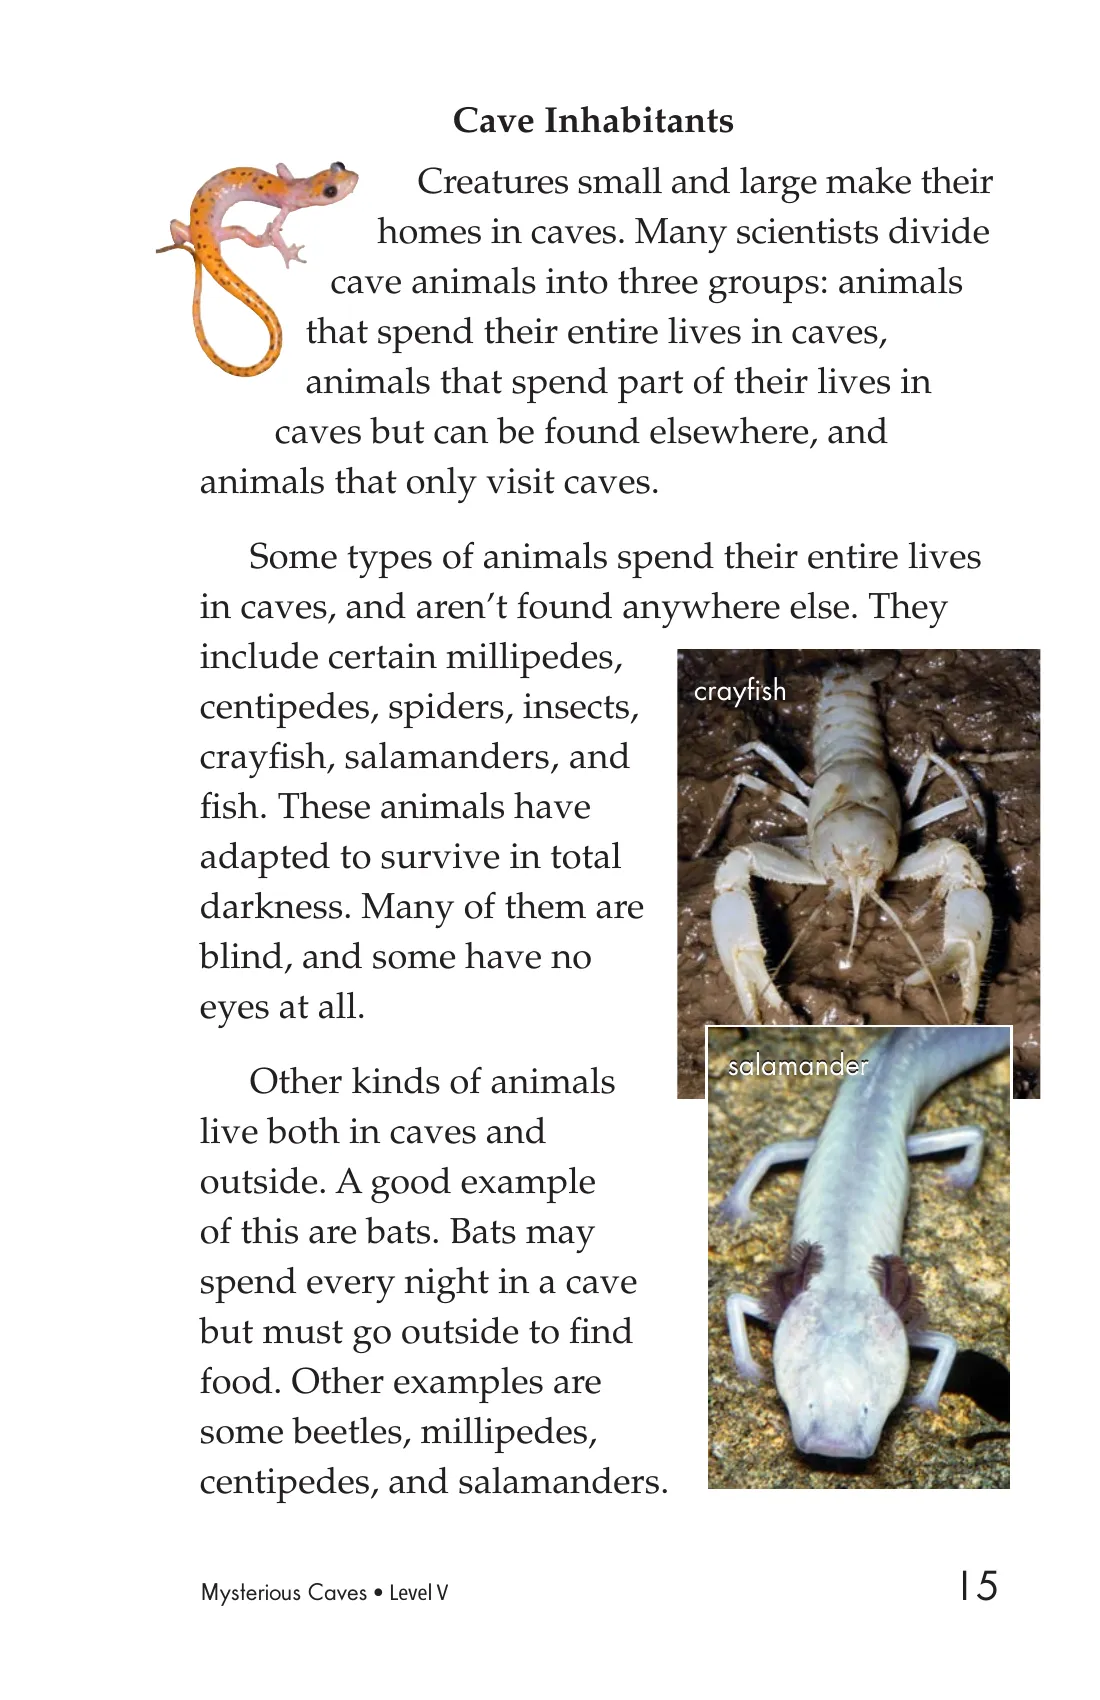 Cave Inhabitants
Creatures small and large make their
homes in caves. Many scientists divide
cave animals into three groups: animals
that spend their entire lives in caves,
animals that spend part of their lives in
caves but can be found elsewhere, and
animals that only visit caves.
Some types of animals spend their entire lives
in caves, and aren’t found anywhere else. They
include certain millipedes,
centipedes, spiders, insects,
crayfish, salamanders, and
fish. These animals have
adapted to survive in total
darkness. Many of them are
blind, and some have no
eyes at all.
crayfish
salamander
Other kinds of animals
live both in caves and
outside. A good example
of this are bats. Bats may
spend every night in a cave
but must go outside to find
food. Other examples are
some beetles, millipedes,
centipedes, and salamanders.
Mysterious Caves • Level V
15